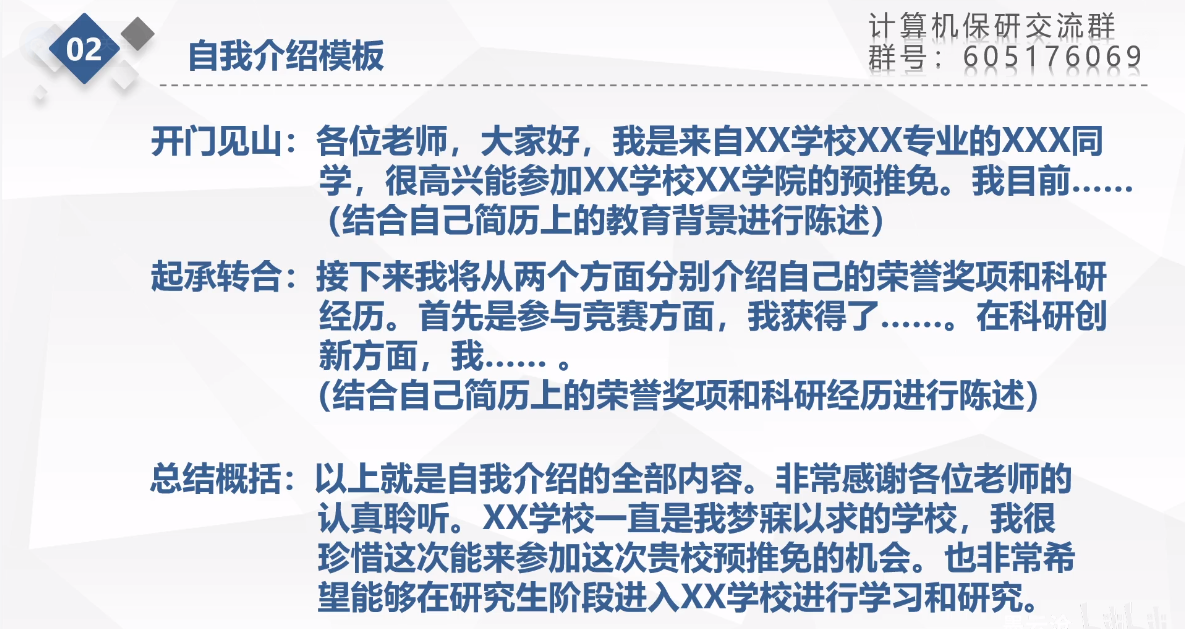 02
自我介绍模板
计算机保研交流群
群号：605176069
开门见山：各位老师，大家好，我是来自XX学校XX专业的XXX同
学，很高兴能参加XX学校XX学院的预推免。我目前……
（结合自己简历上的教育背景进行陈述）
起承转合：接下来我将从两个方面分别介绍自己的荣誉奖项和科研
经历。首先是参与竞赛方面，我获得了……。在科研创
新方面，我…… 。
(结合自己简历上的荣誉奖项和科研经历进行陈述）
总结概括：以上就是自我介绍的全部内容。非常感谢各位老师的
认真聆听。XX学校一直是我梦寐以求的学校，我很
珍惜这次能来参加这次贵校预推免的机会。也非常希
望能够在研究生阶段进入XX学校进行学习和研究。